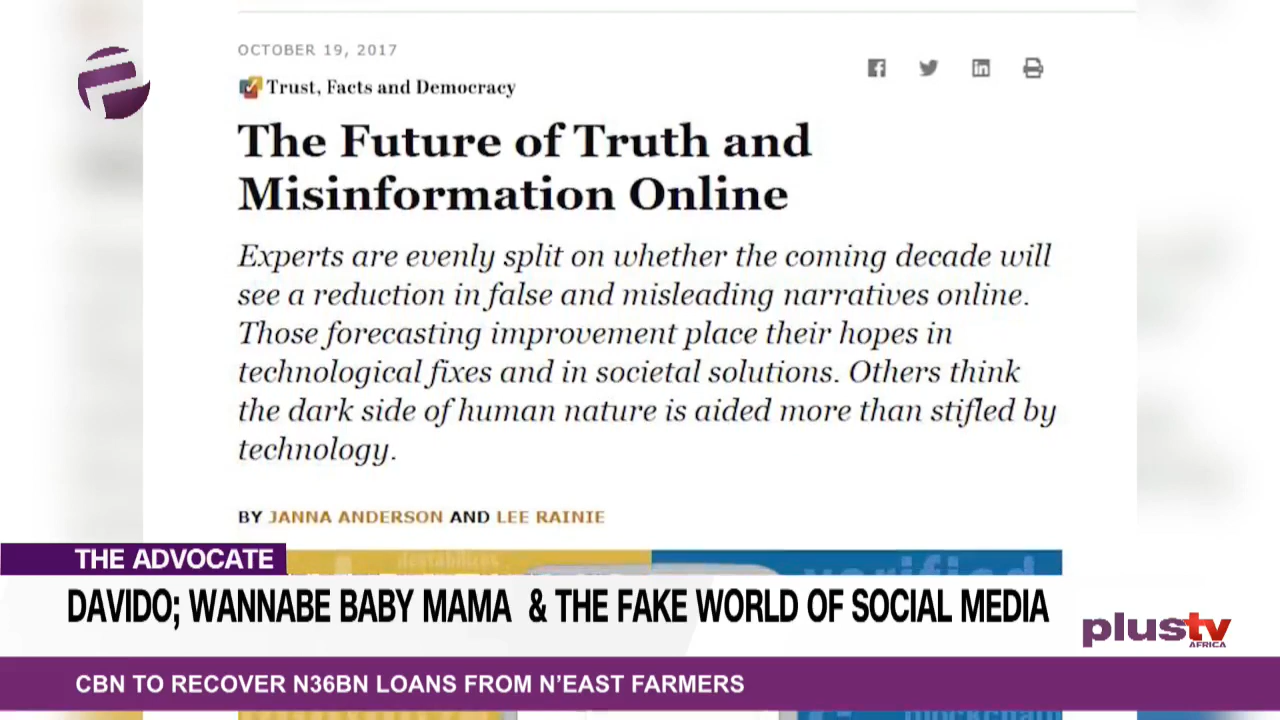 OCTOBER 19, 2017
Trust, Facts and Democracy
The Future of Truth and
Misinformation Online
Experts are evenly split on whether the coming decade will
see a reduction in false and misleading narratives online.
Those forecasting improvement place their hopes in
technological fixes and in societal solutions. Others think
the dark side of human nature is aided more than stifled by
technology.
BY JANNA ANDERSON AND LEE RAINIE
verified
THE ADVOCATE
DAVIDO; WANNABE BABY MAMA & THE FAKE WORLD OF SOCIAL MEDIA
plustv
AFRICA
CBN TO RECOVER N36BN LOANS FROM N'EAST FARMERS